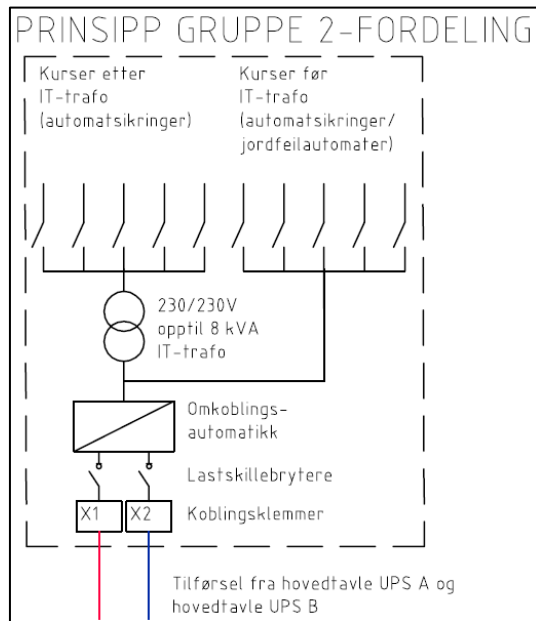 PRINSIPP GRUPPE 2-FORDELING
Kurser etter
IT-trafo
(automatsikringer)
Kurser før
IT-trafo
(automatsikringer/
jordfeilautomater)
230/230V
opptil 8 kVA
IT-trafo
Omkoblings-
automatikk
Lastskillebrytere
X1
X2
Koblingsklemmer
Tilførsel fra hovedtavle UPS A og
hovedtavle UPS B